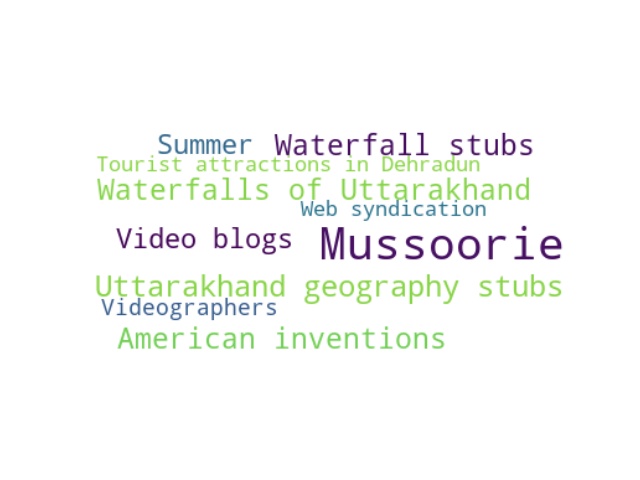 Summer Waterfall stubs
Tourist attractions in Dehradun
Waterfalls of Uttarakhand
Web syndication
Video blogs Mussoorie
Uttarakhand geography stubs
Videographers
American inventions